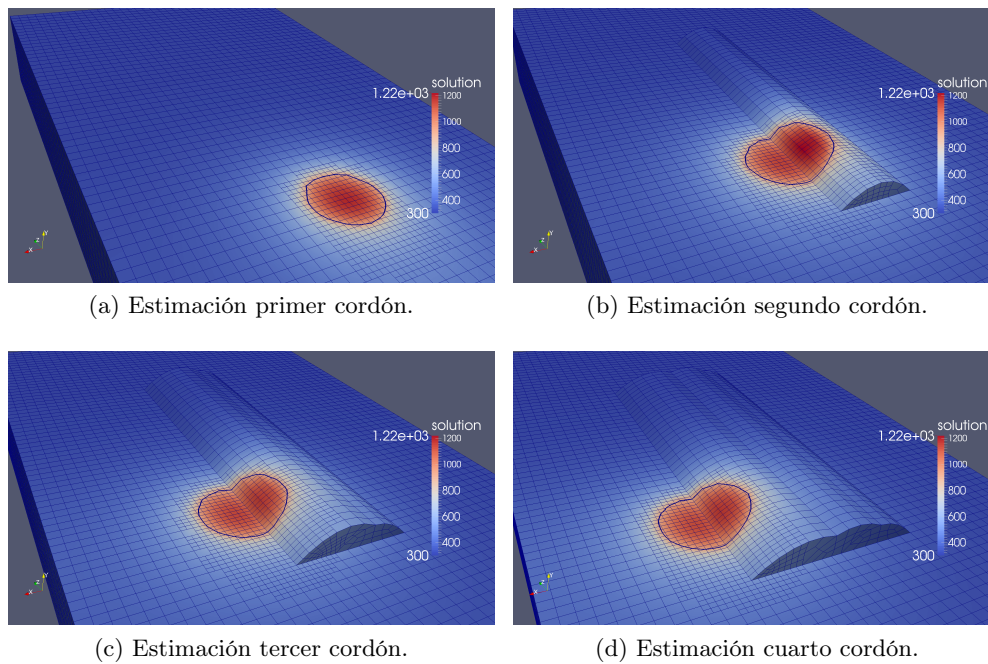 solution
1.22e+03
1200
1000
800
600
400
300
Y
Z
X
(a) Estimación primer cordón.
solution
1.22e+03
1200
1000
800
600
400
300
Y
Z
X
(b) Estimación segundo cordón.
solution
1.22e+03
1200
1000
800
600
400
300
Y
Z
X
(c) Estimación tercer cordón.
solution
1.22e+03
1200
1000
800
600
400
300
Y
Z
X
(d) Estimación cuarto cordón.